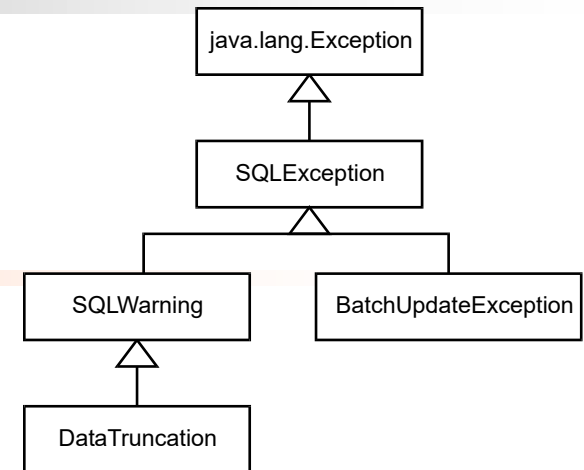 java.lang.Exception
SQLException
SQLWarning
BatchUpdateException
DataTruncation